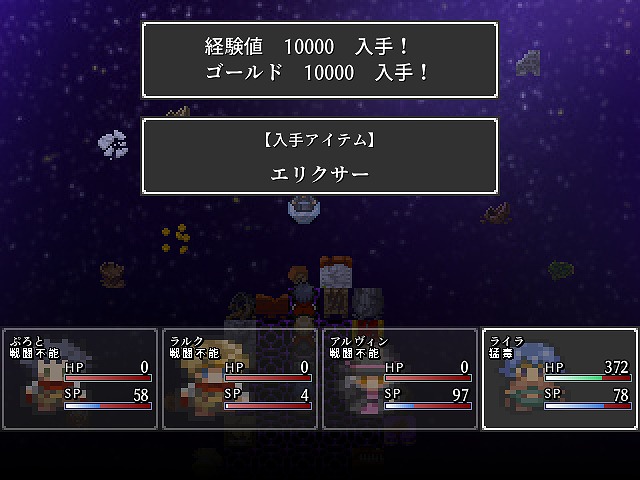 経験値　10000　入手！
ゴールド　10000　入手！
【入手アイテム】
エリクサー
ぷろと
戦闘不能
HP 0
SP 58
ラルク
戦闘不能
HP 0
SP 4
アルヴィン
戦闘不能
HP 0
SP 97
ライラ
猛毒
HP 372
SP 78